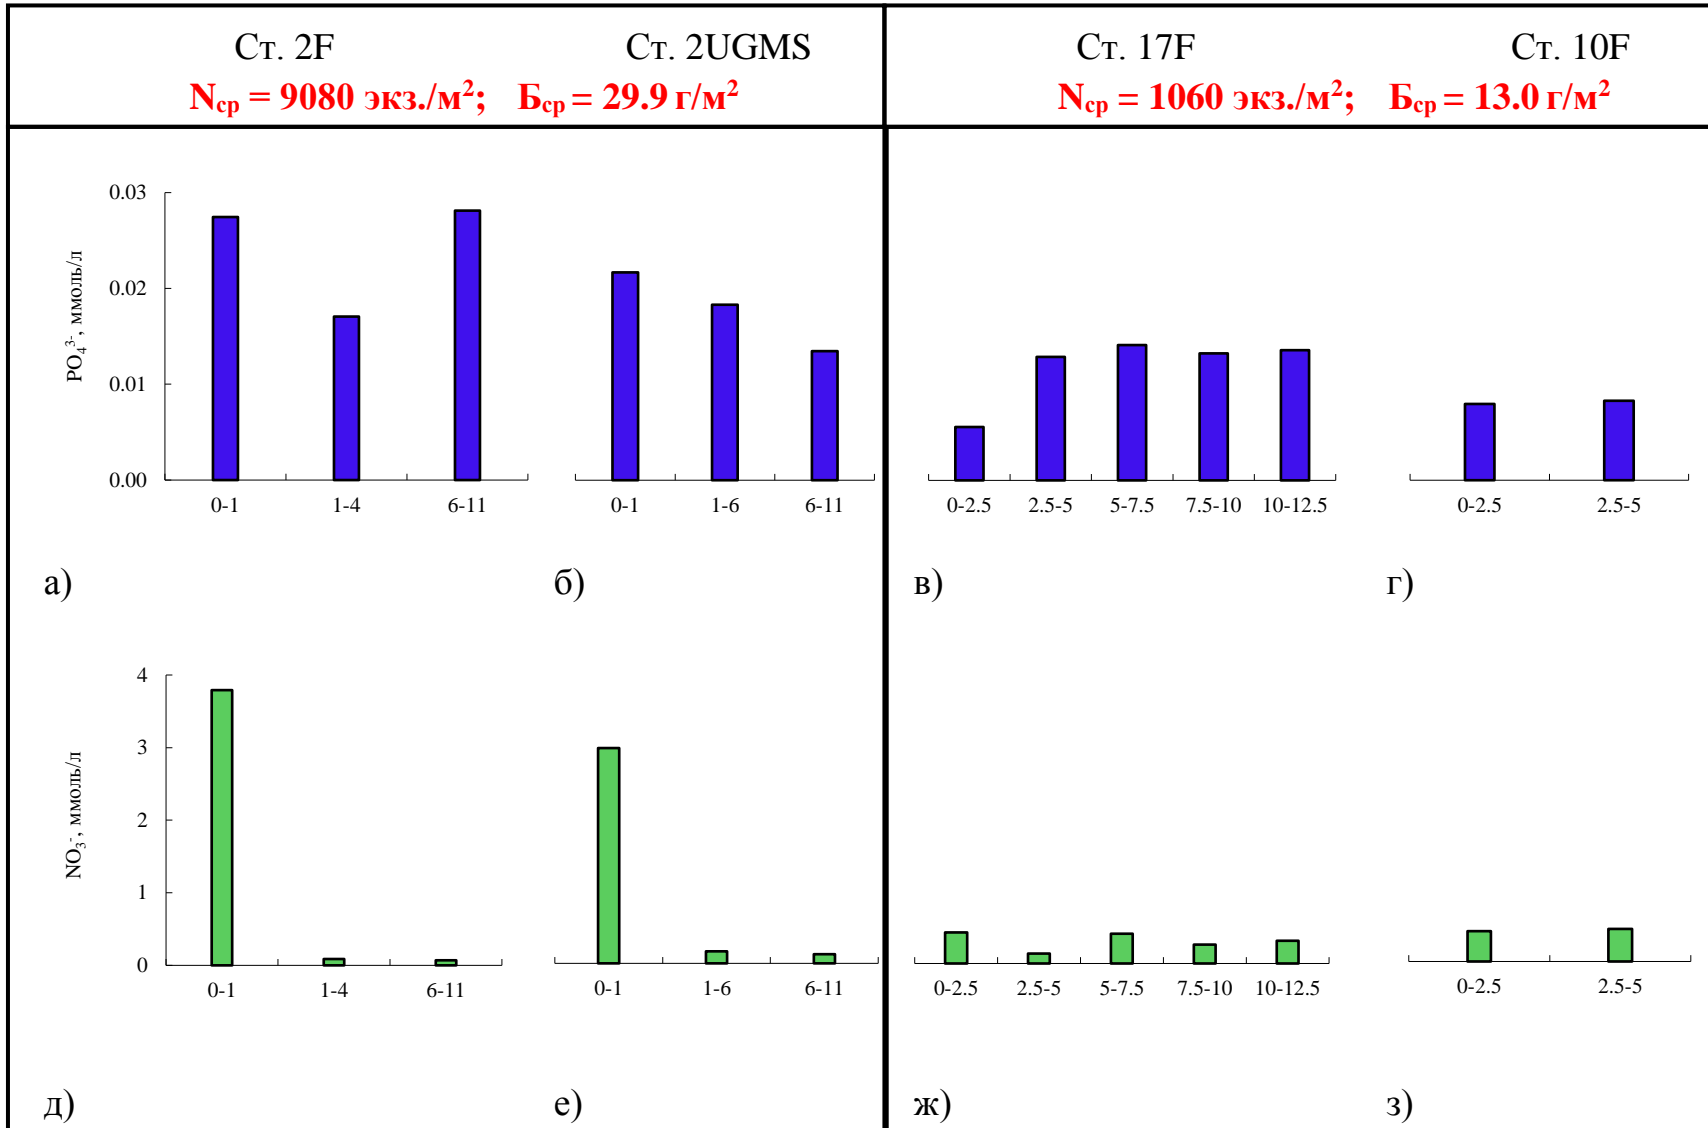 Ст. 2F Ст. 2UGMS Ст. 17F Ст. 10F
Nср = 9080 экз./м²; Бср = 29.9 г/м² Nср = 1060 экз./м²; Бср = 13.0 г/м²
PO₄³⁻, ммоль/л
0.03
0.02
0.01
0.00
0-1 1-4 6-11 0-1 1-6 6-11 0-2.5 2.5-5 5-7.5 7.5-10 10-12.5 0-2.5 2.5-5
а) б) в) г)
NO₃⁻, ммоль/л
4
3
2
1
0
0-1 1-4 6-11 0-1 1-6 6-11 0-2.5 2.5-5 5-7.5 7.5-10 10-12.5 0-2.5 2.5-5
д) е) ж) з)